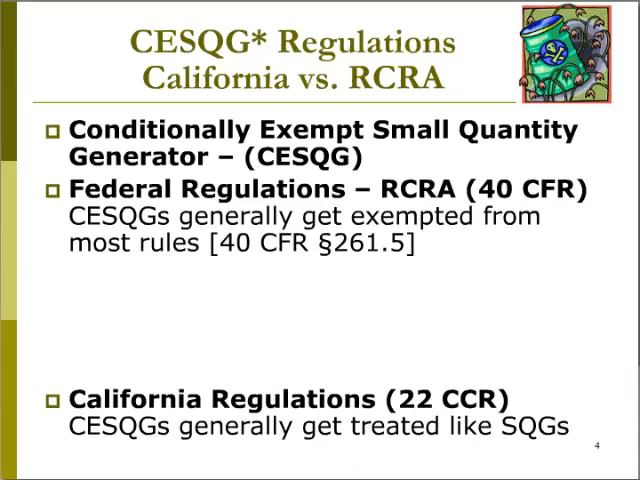 CESQG* Regulations
California vs. RCRA
Conditionally Exempt Small Quantity
Generator – (CESQG)
Federal Regulations – RCRA (40 CFR)
CESQGs generally get exempted from
most rules [40 CFR §261.5]
California Regulations (22 CCR)
CESQGs generally get treated like SQGs
4